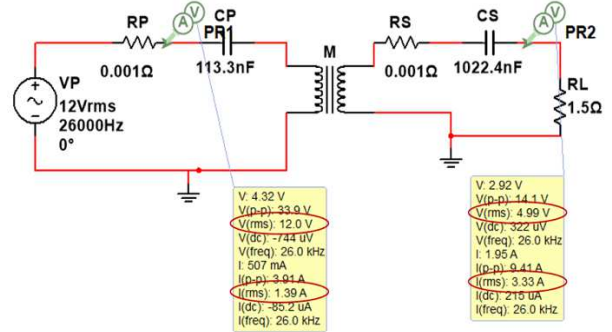 RP
A V
PR1
CP
0.001Ω
113.3nF
M
RS
CS
0.001Ω
1022.4nF
A V
PR2
VP
12Vrms
26000Hz
0°
RL
1.5Ω
V: 4.32 V
V(p-p): 33.9 V
V(rms): 12.0 V
V(dc): -744 uV
V(freq): 26.0 kHz
I: 507 mA
I(p-p): 3.91 A
I(rms): 1.39 A
I(dc): -85.2 uA
I(freq): 26.0 kHz
V: 2.92 V
V(p-p): 14.1 V
V(rms): 4.99 V
V(dc): 322 uV
V(freq): 26.0 kHz
I: 1.95 A
I(p-p): 9.41 A
I(rms): 3.33 A
I(dc): 215 uA
I(freq): 26.0 kHz